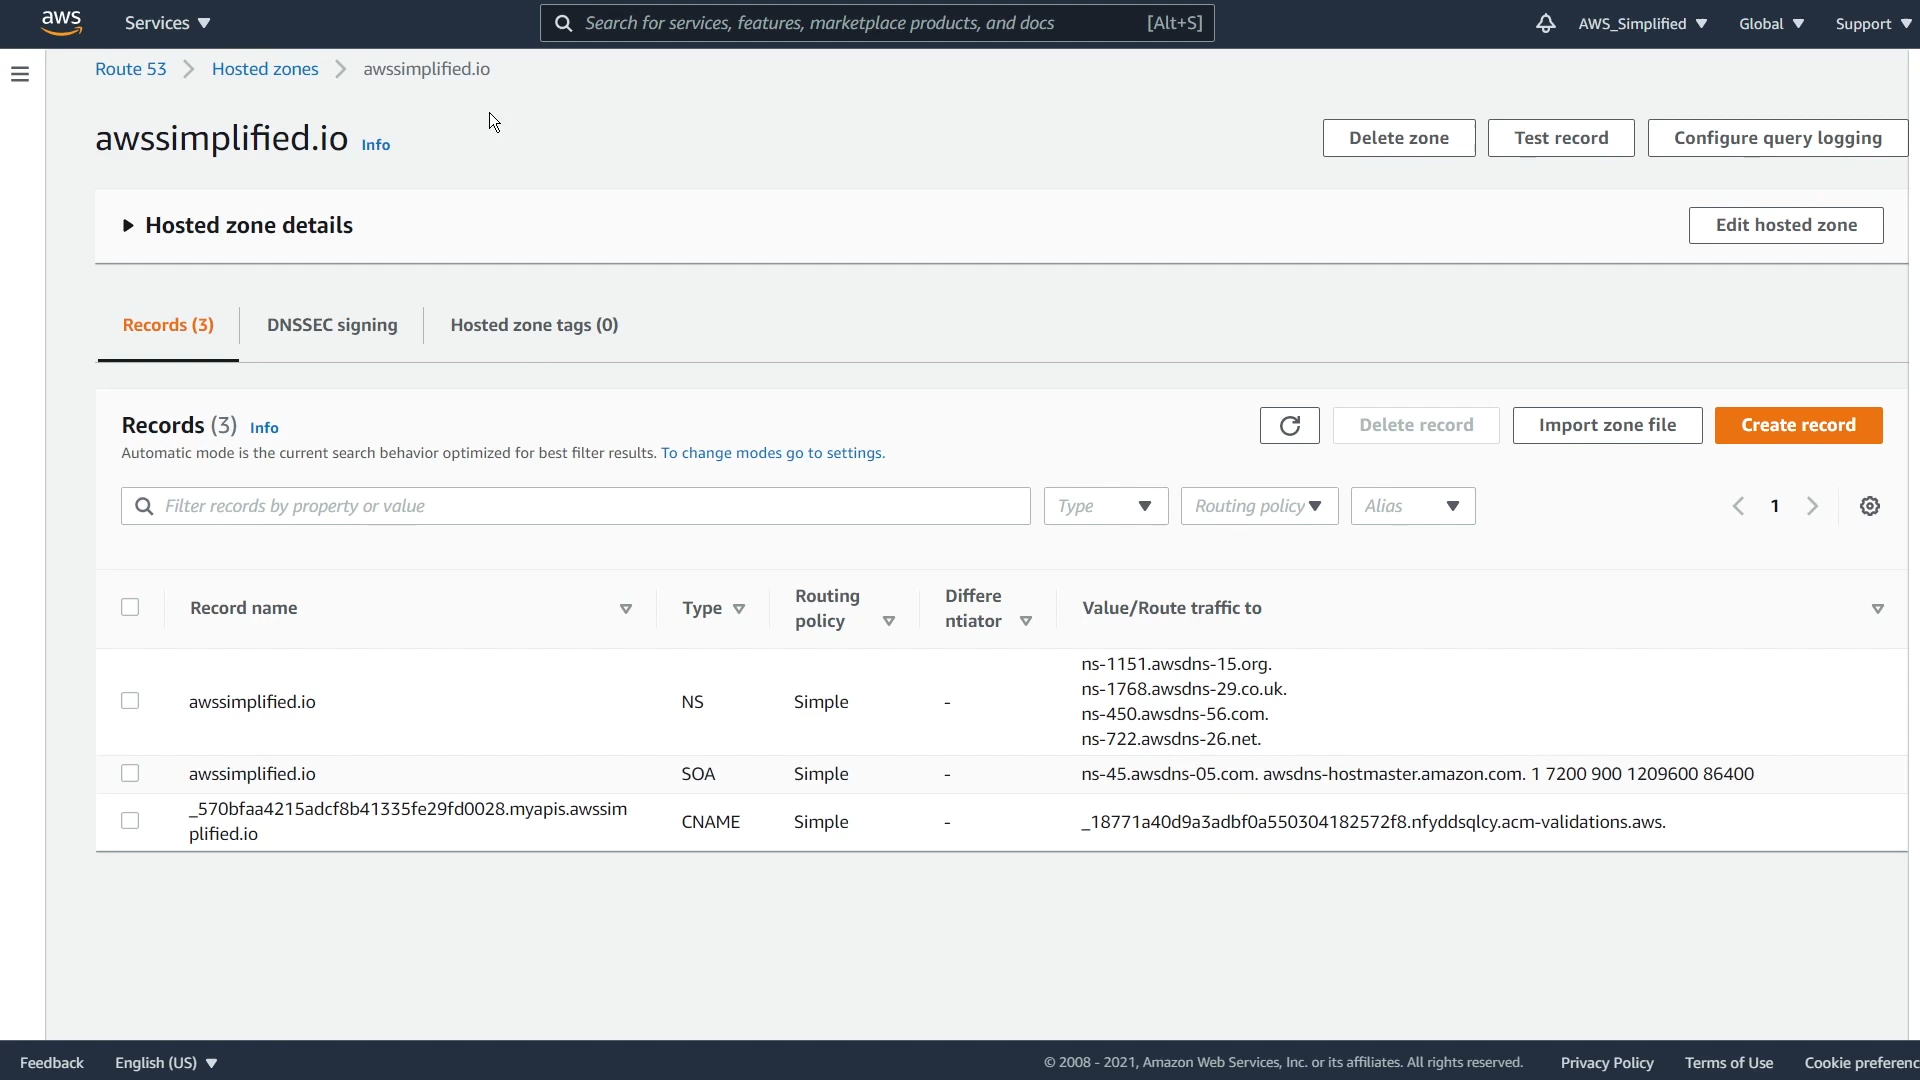 aws Services Search for services, features, marketplace products, and docs [Alt+S] AWS_Simplified Global Support
Route 53 Hosted zones awssimplified.io
awssimplified.io Info Delete zone Test record Configure query logging
Hosted zone details Edit hosted zone
Records (3) DNSSEC signing Hosted zone tags (0)
Records (3) Info Delete record Import zone file Create record
Automatic mode is the current search behavior optimized for best filter results. To change modes go to settings.
Filter records by property or value Type Routing policy Alias 1
Record name Type Routing policy Differentiator Value/Route traffic to
ns-1151.awsdns-15.org.
ns-1768.awsdns-29.co.uk.
awssimplified.io NS Simple -
ns-450.awsdns-56.com.
ns-722.awsdns-26.net.
awssimplified.io SOA Simple - ns-45.awsdns-05.com. awsdns-hostmaster.amazon.com. 1 7200 900 1209600 86400
_570bfaa4215adcf8b41335fe29fd0028.myapis.awssim
plified.io
CNAME Simple - _18771a40d9a3adbf0a550304182572f8.nfyddsqlcy.acm-validations.aws.
Feedback English (US) © 2008 - 2021, Amazon Web Services, Inc. or its affiliates. All rights reserved. Privacy Policy Terms of Use Cookie preferenc